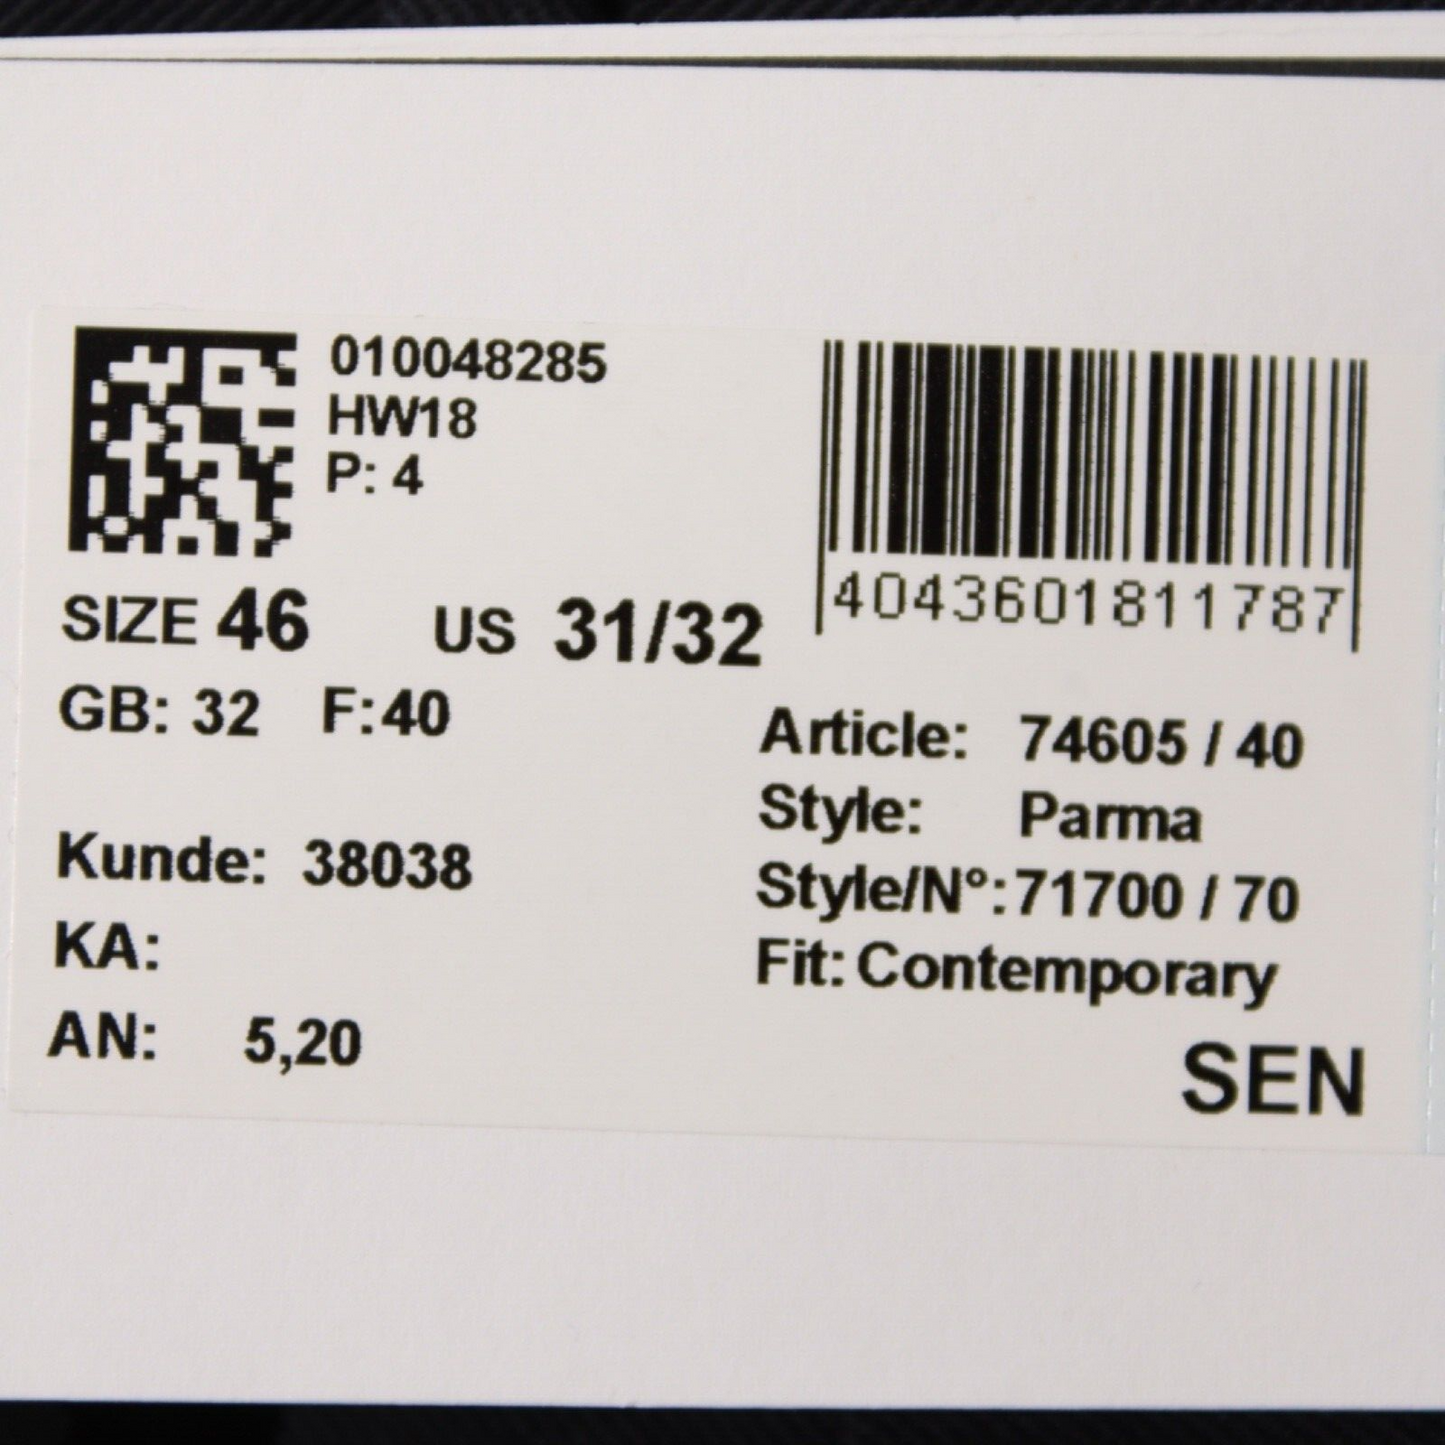 010048285
HW18
P: 4
4043601811787
SIZE 46 US 31/32
GB: 32 F:40
Article: 74605 / 40
Style: Parma
Style/N°:71700 / 70
Fit: Contemporary
Kunde: 38038
KA:
AN: 5,20
SEN